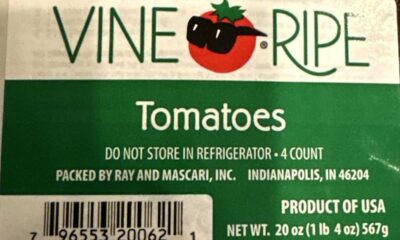 VINE ® RIPE
Tomatoes
DO NOT STORE IN REFRIGERATOR • 4 COUNT
PACKED BY RAY AND MASCARI, INC. INDIANAPOLIS, IN 46204
PRODUCT OF USA
NET WT. 20 oz (1 lb 4 oz) 567g
7 96553 20062 1